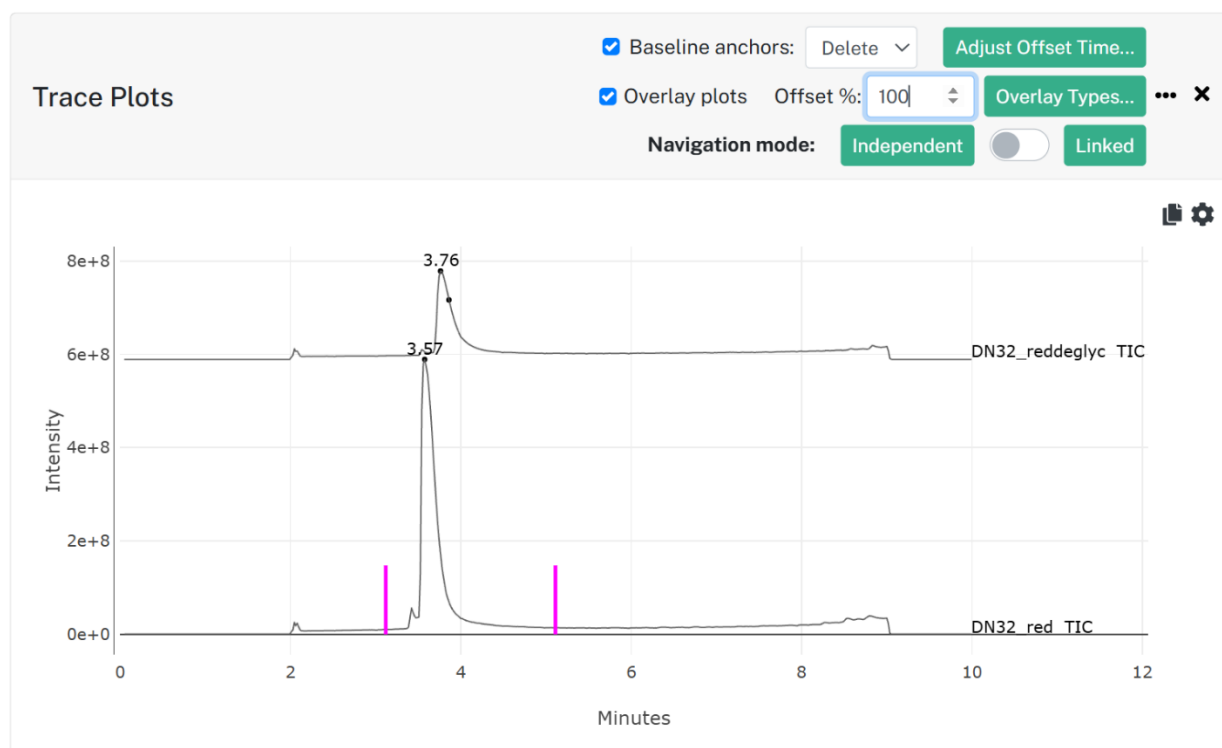 Baseline anchors: Delete Adjust Offset Time...
Trace Plots
Overlay plots Offset %: 100 Overlay Types...
Navigation mode: Independent Linked
8e+8
3.76
6e+8
3.57
DN32_reddeglyc TIC
Intensity
4e+8
2e+8
0e+0
DN32_red TIC
0 2 4 6 8 10 12
Minutes